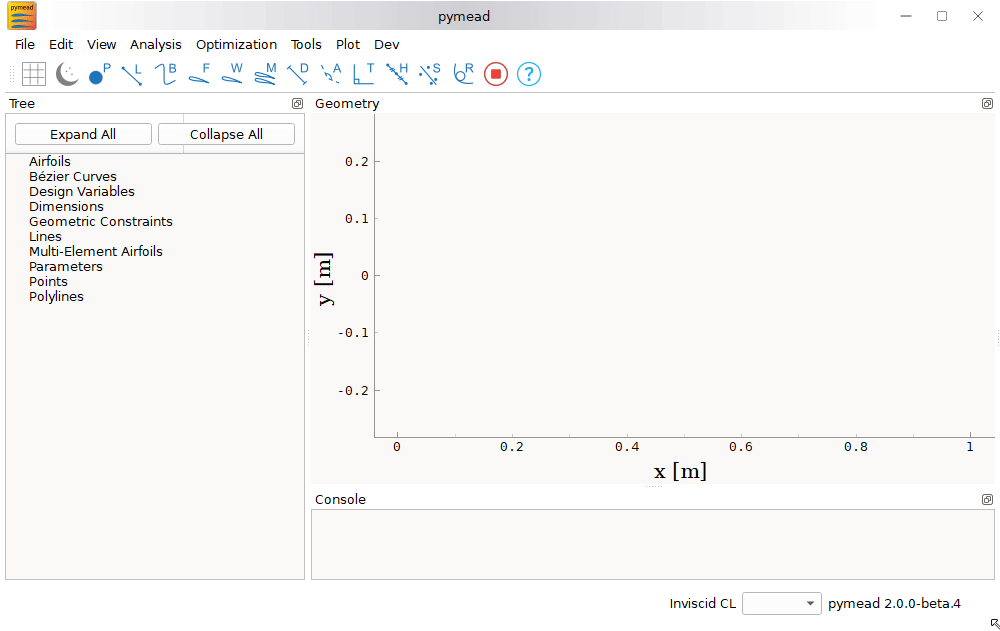 pymead
pymead
File Edit View Analysis Optimization Tools Plot Dev
P L B F W M D A T H S R ?
Tree
Geometry
Expand All Collapse All
Airfoils
Bézier Curves
Design Variables
Dimensions
Geometric Constraints
Lines
Multi-Element Airfoils
Parameters
Points
Polylines
y [m]
0.2
0.1
0
-0.1
-0.2
0 0.2 0.4 0.6 0.8 1
x [m]
Console
Inviscid CL pymead 2.0.0-beta.4